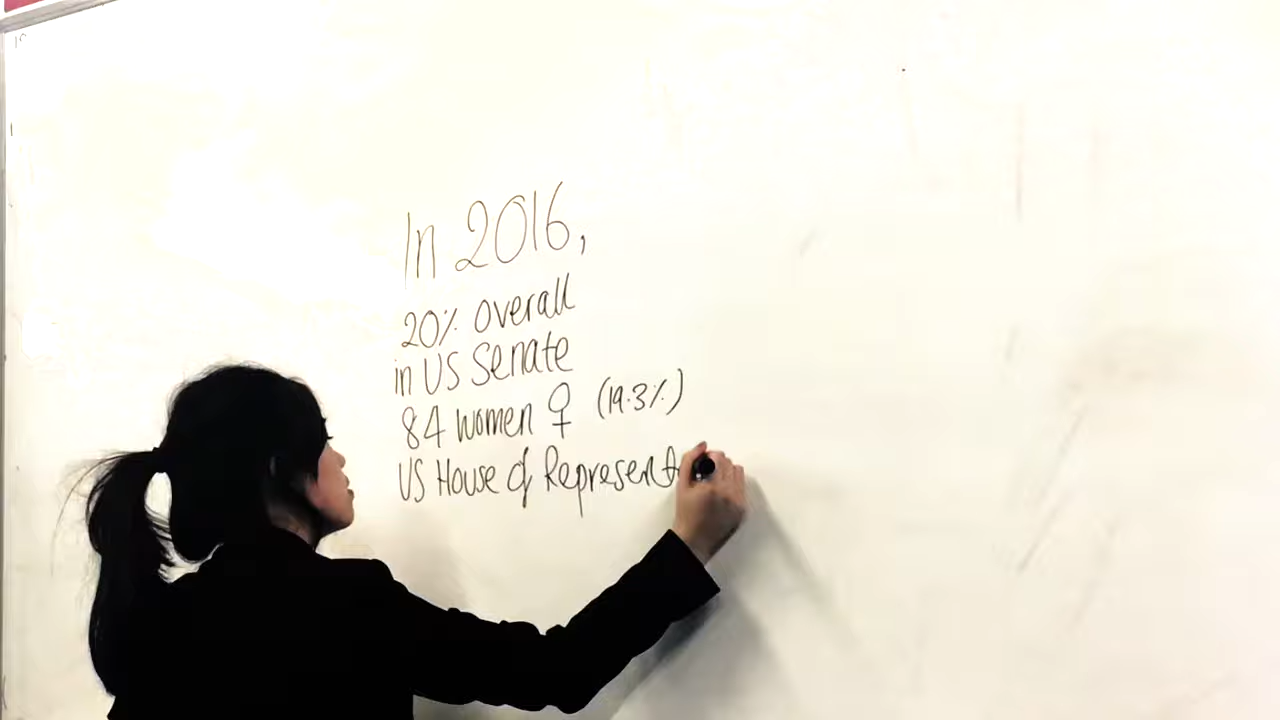 In 2016,
20% overall
in US Senate
84 women ♀ (19.3%)
US House of Represent